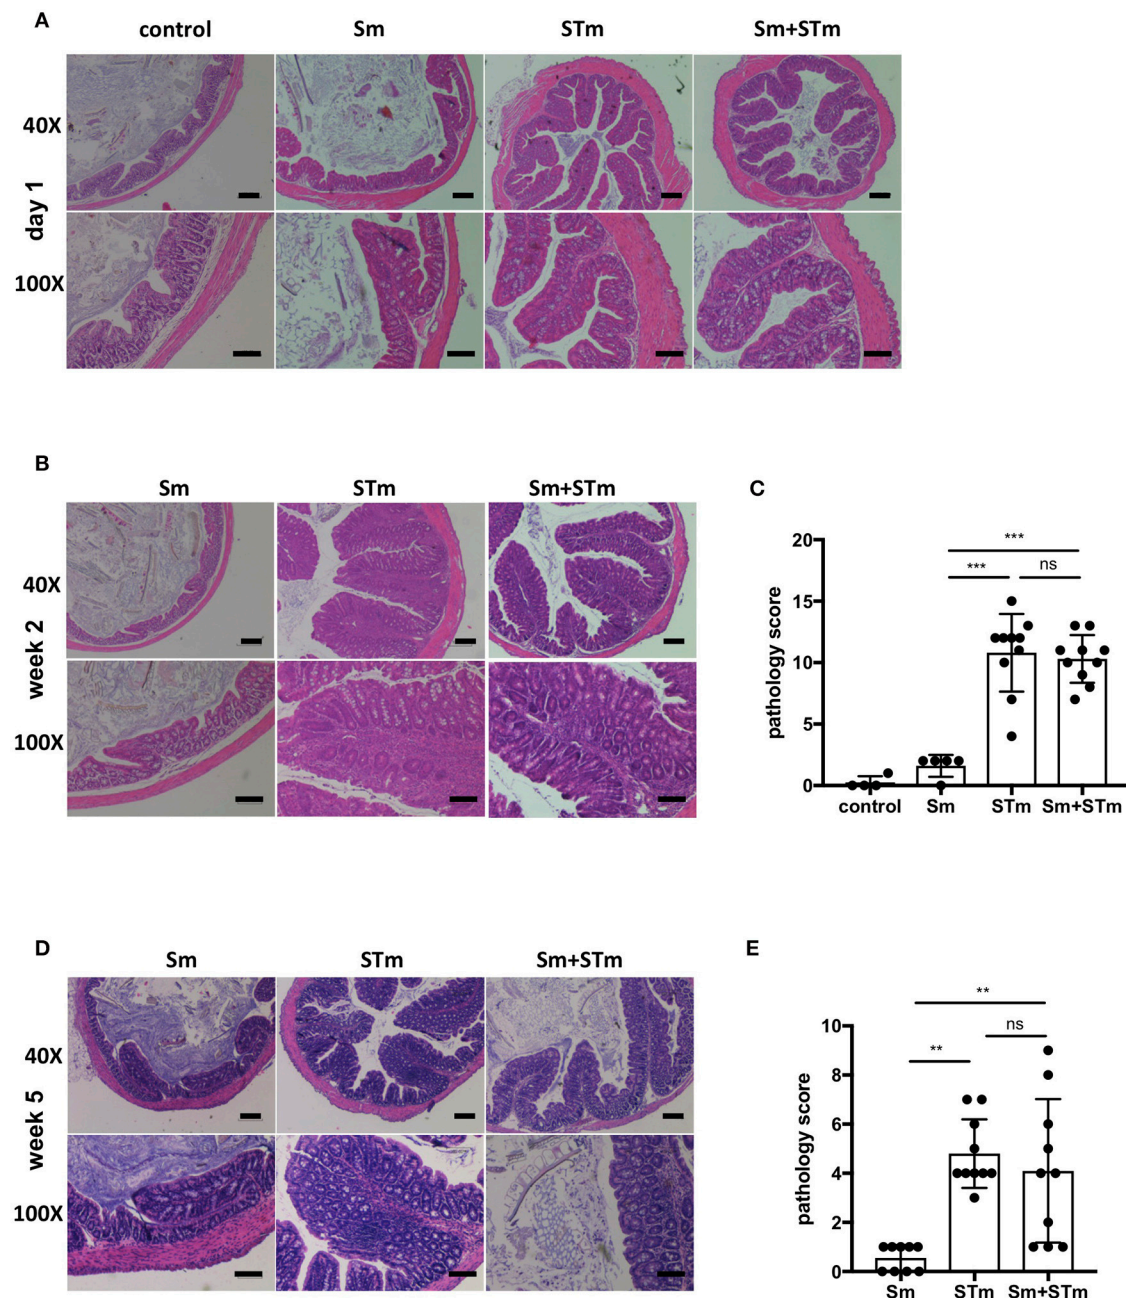 A
control Sm STm Sm+STm
40X
day 1
100X
B
Sm STm Sm+STm
40X
week 2
100X
C
20
15
10
5
0
pathology score
***
*** ns
control Sm STm Sm+STm
D
Sm STm Sm+STm
40X
week 5
100X
E
10
8
6
4
2
0
pathology score
**
** ns
Sm STm Sm+STm